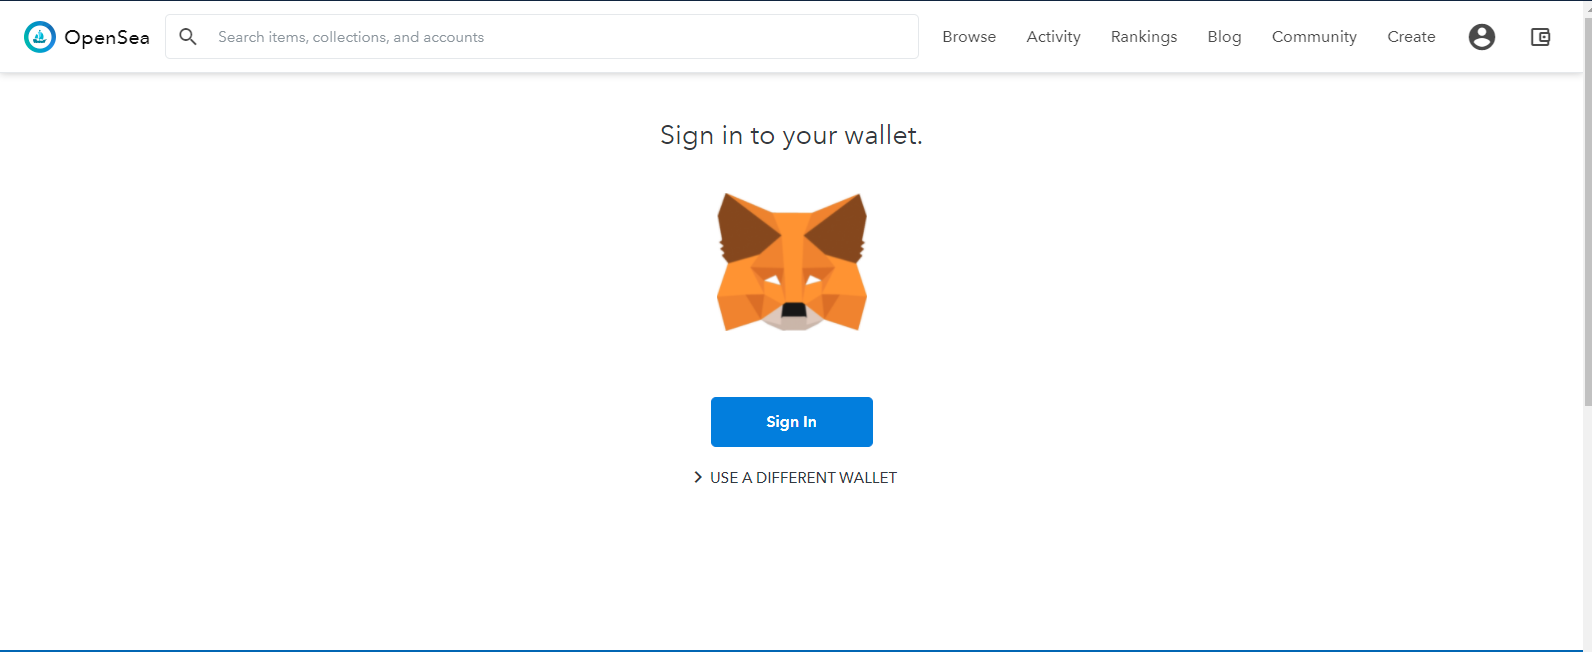 OpenSea
Search items, collections, and accounts
Browse Activity Rankings Blog Community Create
Sign in to your wallet.
Sign In
USE A DIFFERENT WALLET